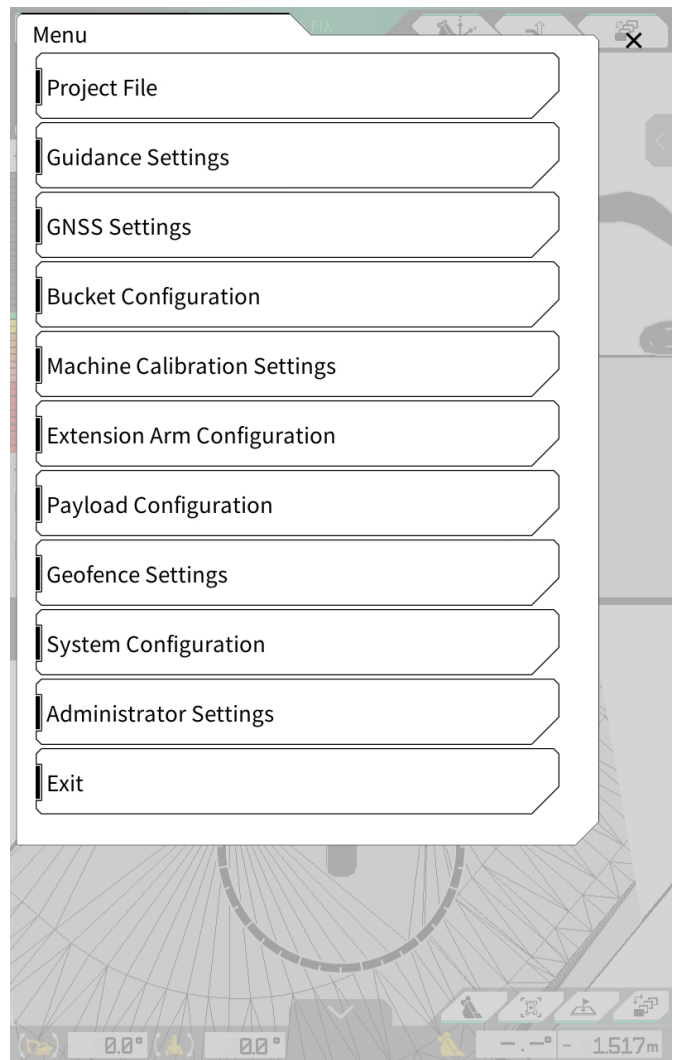 FIX
Menu
Project File
Guidance Settings
GNSS Settings
Bucket Configuration
Machine Calibration Settings
Extension Arm Configuration
Payload Configuration
Geofence Settings
System Configuration
Administrator Settings
Exit
0.0° 0.0° -.-° - 1.517m